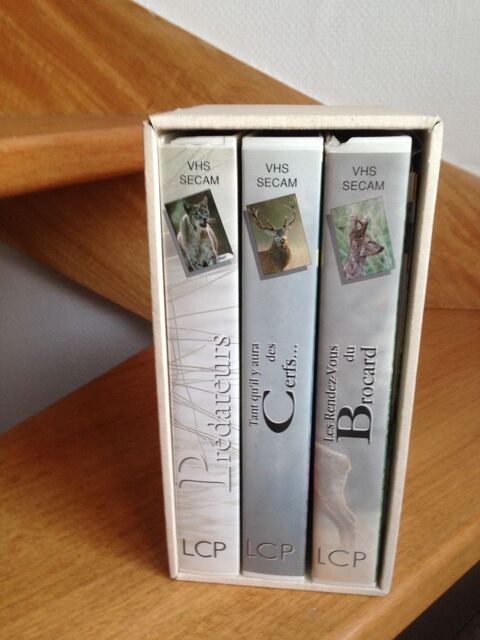 VHS
SECAM
Prédateurs
LCP
VHS
SECAM
Tant qu'il y aura
des
Cerfs...
LCP
VHS
SECAM
Les Rendez-Vous
du
Brocard
LCP